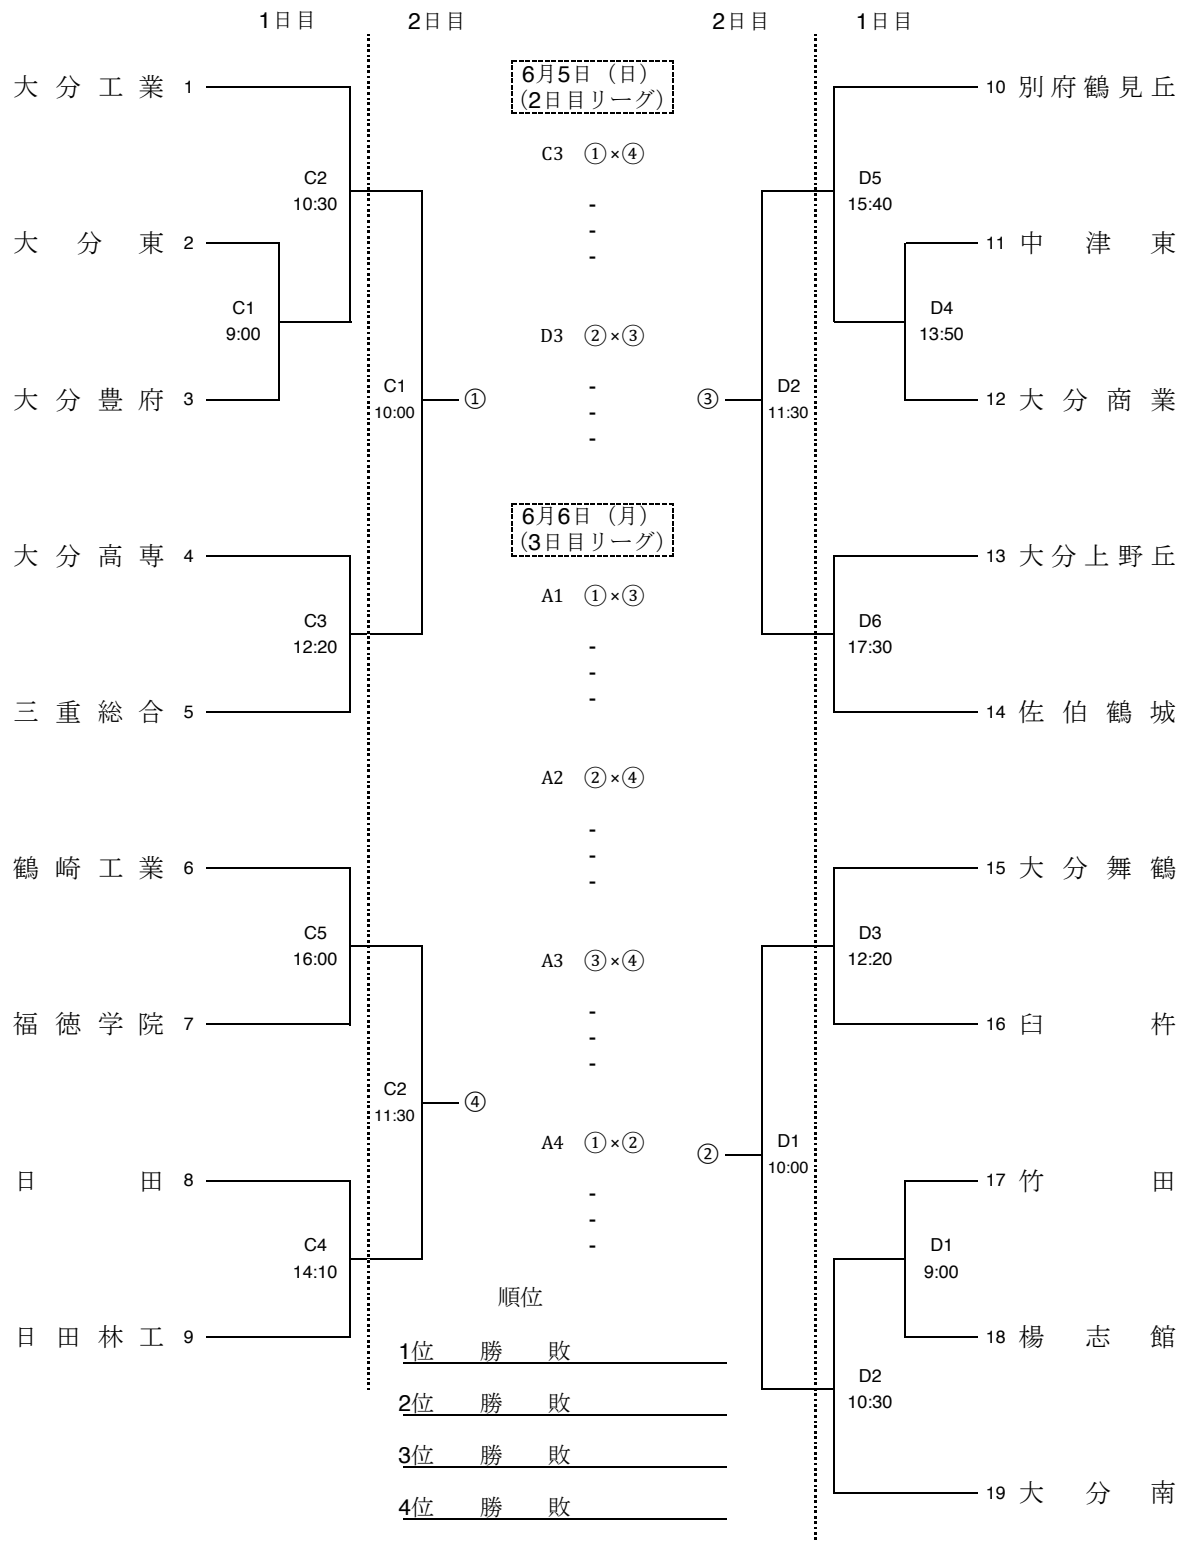 1日目
2日目
2日目
1日目
大分工業 1
C2
10:30
大分東 2
C1
9:00
大分豊府 3
C1
10:00
①
大分高専 4
C3
12:20
三重総合 5
鶴崎工業 6
C5
16:00
福徳学院 7
C2
11:30
④
日田 8
C4
14:10
日田林工 9
6月5日（日）
(2日目リーグ)
C3 ①×④
-
-
-
D3 ②×③
-
-
-
6月6日（月）
(3日目リーグ)
A1 ①×③
-
-
-
A2 ②×④
-
-
-
A3 ③×④
-
-
-
A4 ①×②
-
-
-
順位
1位 勝 敗
2位 勝 敗
3位 勝 敗
4位 勝 敗
10 別府鶴見丘
D5
15:40
11 中津東
D4
13:50
12 大分商業
③
D2
11:30
13 大分上野丘
D6
17:30
14 佐伯鶴城
15 大分舞鶴
D3
12:20
16 臼杵
②
D1
10:00
17 竹田
D1
9:00
18 楊志館
D2
10:30
19 大分南